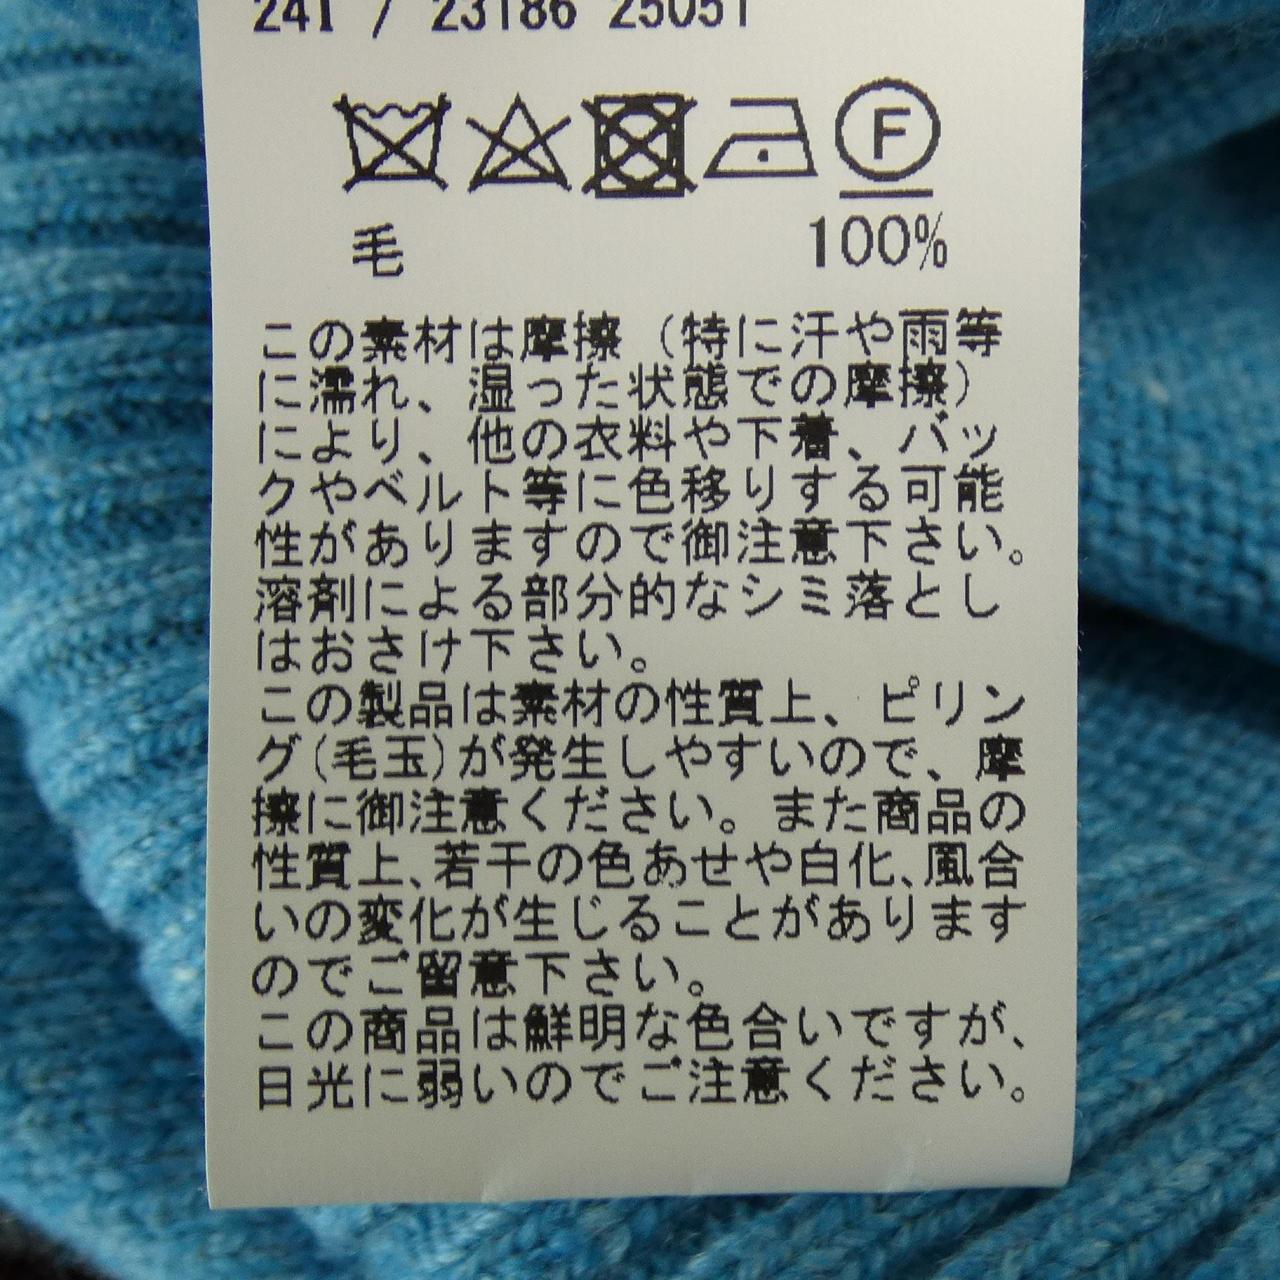 241 / 23186 25051
F
毛 100%
この素材は摩擦（特に汗や雨等
に濡れ、湿った状態での摩擦）
により、他の衣料や下着、バッ
クやベルト等に色移りする可能
性がありますので御注意下さい。
溶剤による部分的なシミ落とし
はおさけ下さい。
この製品は素材の性質上、ピリン
グ(毛玉)が発生しやすいので、摩
擦に御注意ください。また商品の
性質上、若干の色あせや白化、風合
いの変化が生じることがあります
のでご留意下さい。
この商品は鮮明な色合いですが、
日光に弱いのでご注意ください。